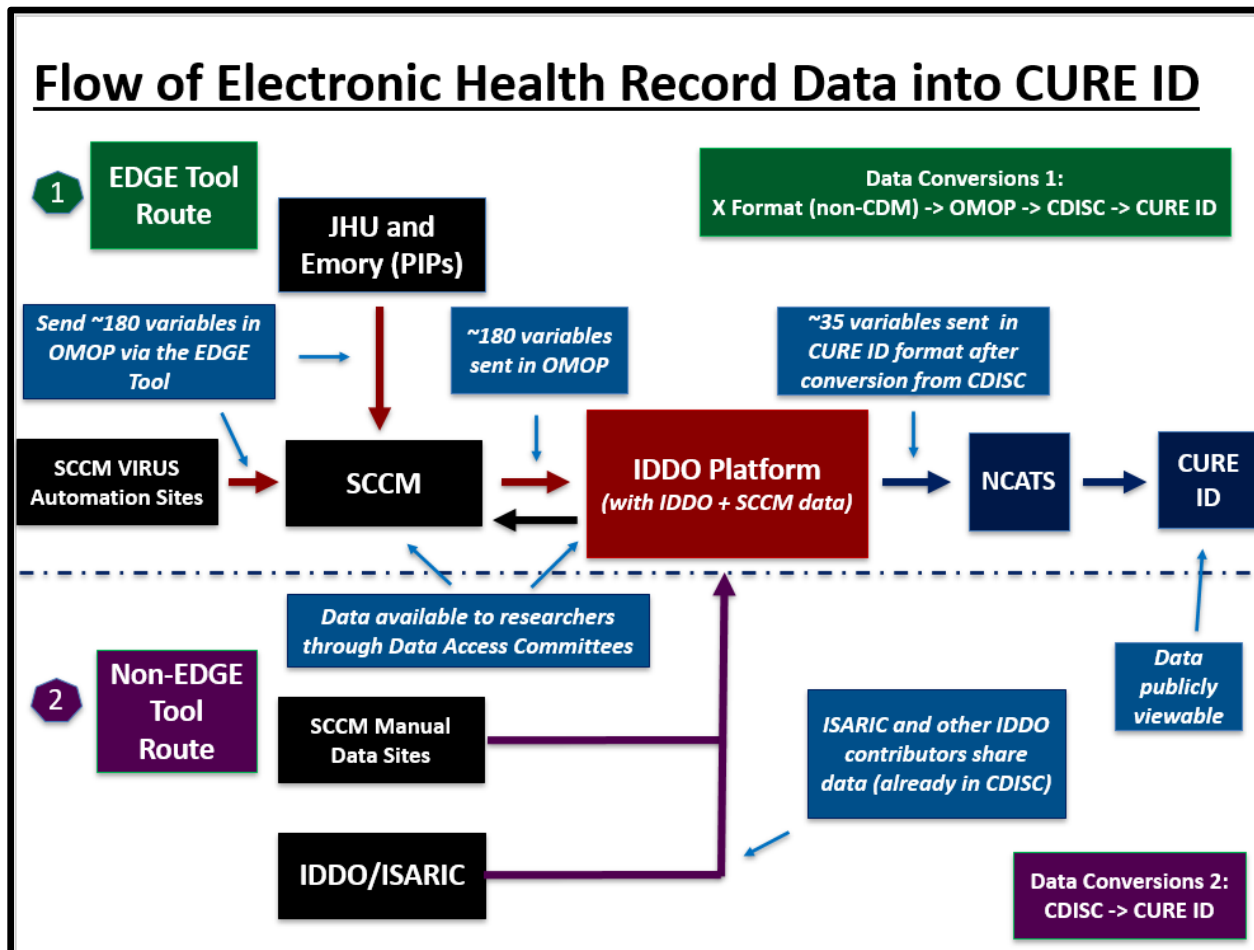 Flow of Electronic Health Record Data into CURE ID
1
EDGE Tool
Route
Data Conversions 1:
X Format (non-CDM) -> OMOP -> CDISC -> CURE ID
JHU and
Emory (PIPs)
Send ~180 variables in
OMOP via the EDGE
Tool
~180 variables
sent in OMOP
~35 variables sent in
CURE ID format after
conversion from CDISC
SCCM VIRUS
Automation Sites
SCCM
IDDO Platform
(with IDDO + SCCM data)
NCATS
CURE
ID
Data available to researchers
through Data Access Committees
2
Non-EDGE
Tool
Route
Data
publicly
viewable
SCCM Manual
Data Sites
ISARIC and other IDDO
contributors share
data (already in CDISC)
IDDO/ISARIC
Data Conversions 2:
CDISC -> CURE ID